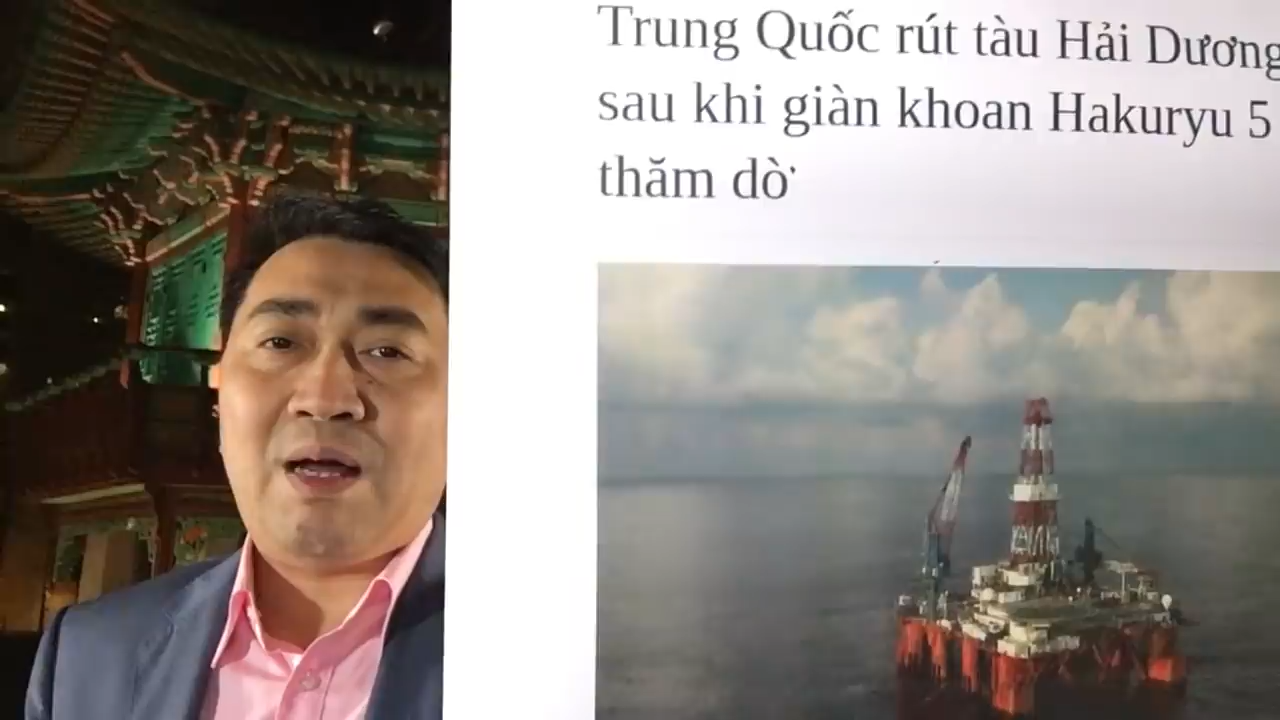 Trung Quốc rút tàu Hải Dương
sau khi giàn khoan Hakuryu 5
thăm dò